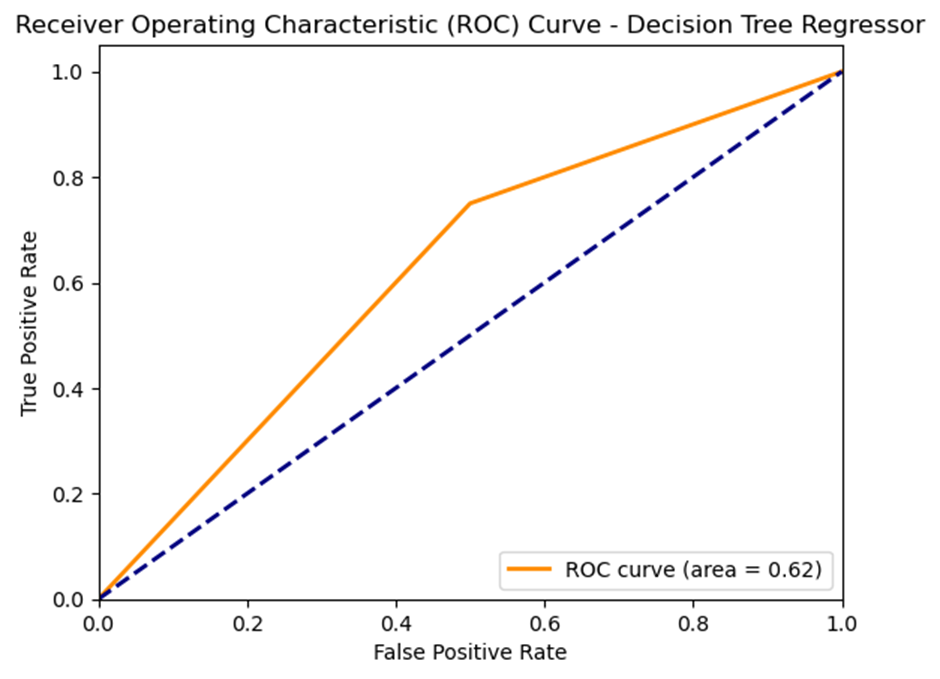 Receiver Operating Characteristic (ROC) Curve - Decision Tree Regressor
1.0
0.8
0.6
0.4
0.2
0.0
True Positive Rate
ROC curve (area = 0.62)
0.0 0.2 0.4 0.6 0.8 1.0
False Positive Rate